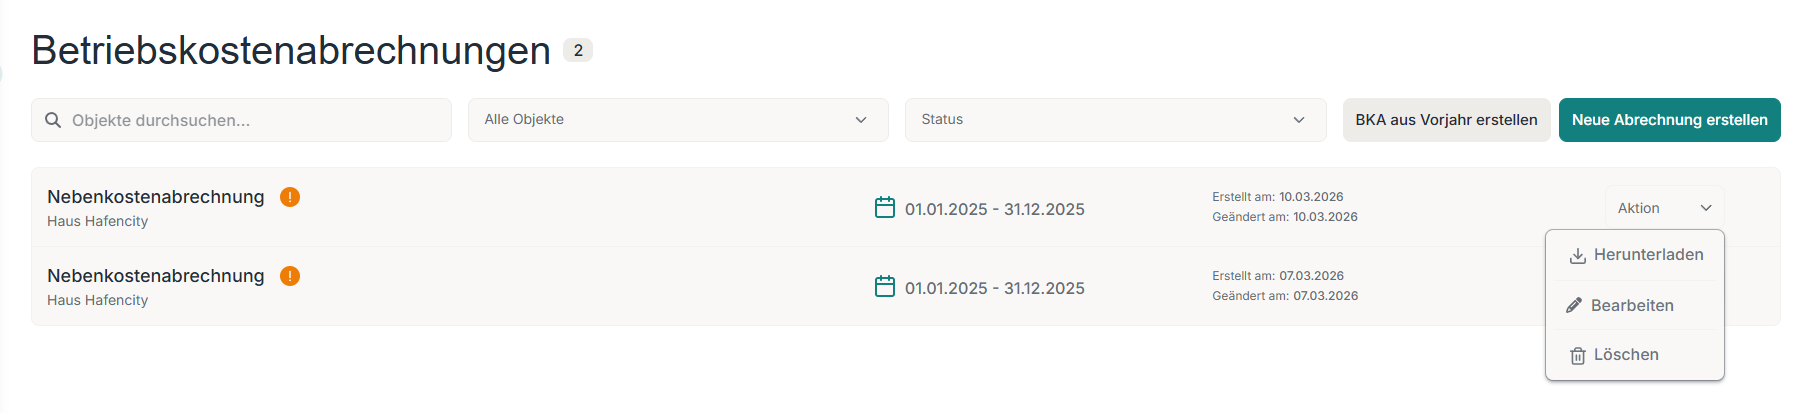 Betriebskostenabrechnungen 2
Objekte durchsuchen...
Alle Objekte
Status
BKA aus Vorjahr erstellen
Neue Abrechnung erstellen
Nebenkostenabrechnung !
Haus Hafencity
01.01.2025 - 31.12.2025
Erstellt am: 10.03.2026
Geändert am: 10.03.2026
Aktion
Nebenkostenabrechnung !
Haus Hafencity
01.01.2025 - 31.12.2025
Erstellt am: 07.03.2026
Geändert am: 07.03.2026
Herunterladen
Bearbeiten
Löschen